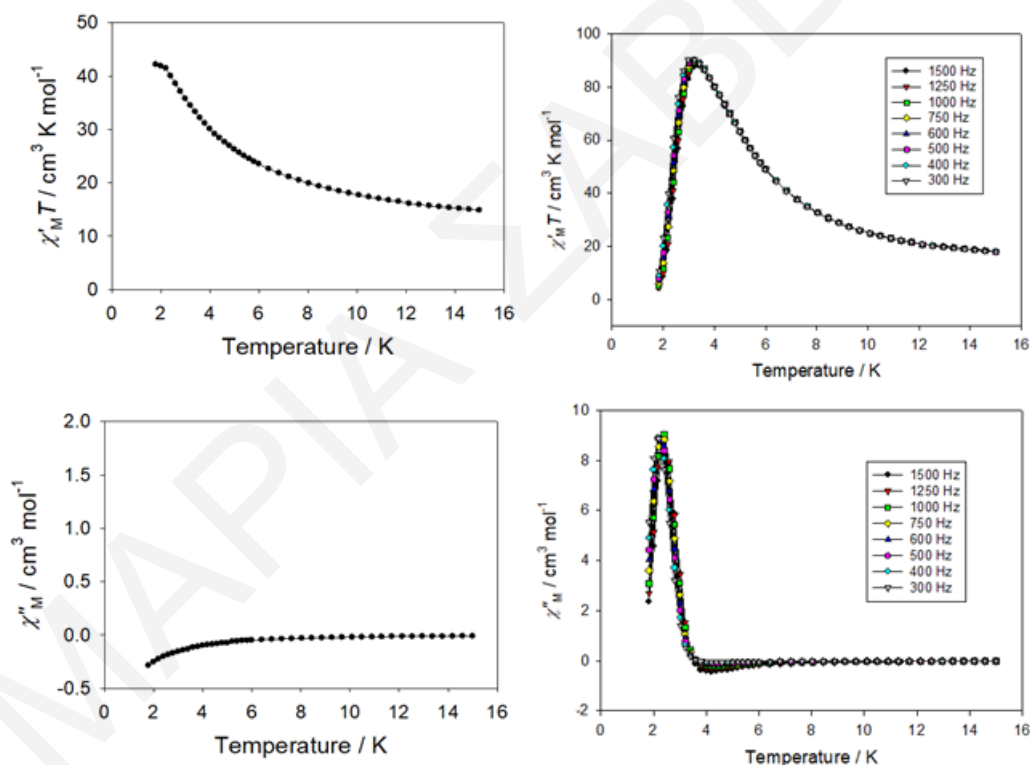 50
40
30
20
10
0
0 2 4 6 8 10 12 14 16
χ′ₘT / cm³ K mol⁻¹
Temperature / K
100
80
60
40
20
0
-20
0 2 4 6 8 10 12 14 16
χ′ₘT / cm³ K mol⁻¹
Temperature / K
1500 Hz
1250 Hz
1000 Hz
750 Hz
600 Hz
500 Hz
400 Hz
300 Hz
2.0
1.5
1.0
0.5
0.0
-0.5
0 2 4 6 8 10 12 14 16
χ″ₘ / cm³ mol⁻¹
Temperature / K
10
8
6
4
2
0
-2
0 2 4 6 8 10 12 14 16
χ″ₘ / cm³ mol⁻¹
Temperature / K
1500 Hz
1250 Hz
1000 Hz
750 Hz
600 Hz
500 Hz
400 Hz
300 Hz
ΜΑΡΙΑ ΣΑΒ